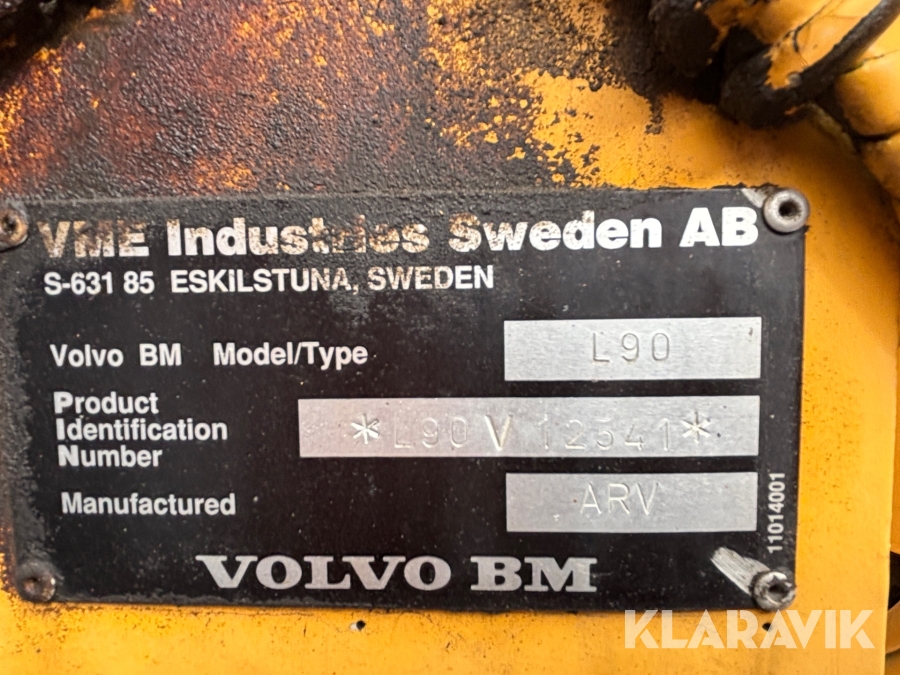 VME Industries Sweden AB
S-631 85 ESKILSTUNA, SWEDEN
Volvo BM Model/Type L90
Product
Identification
Number
*L90V12541*
Manufactured ARV
11014001
VOLVO BM
KLARAVIK